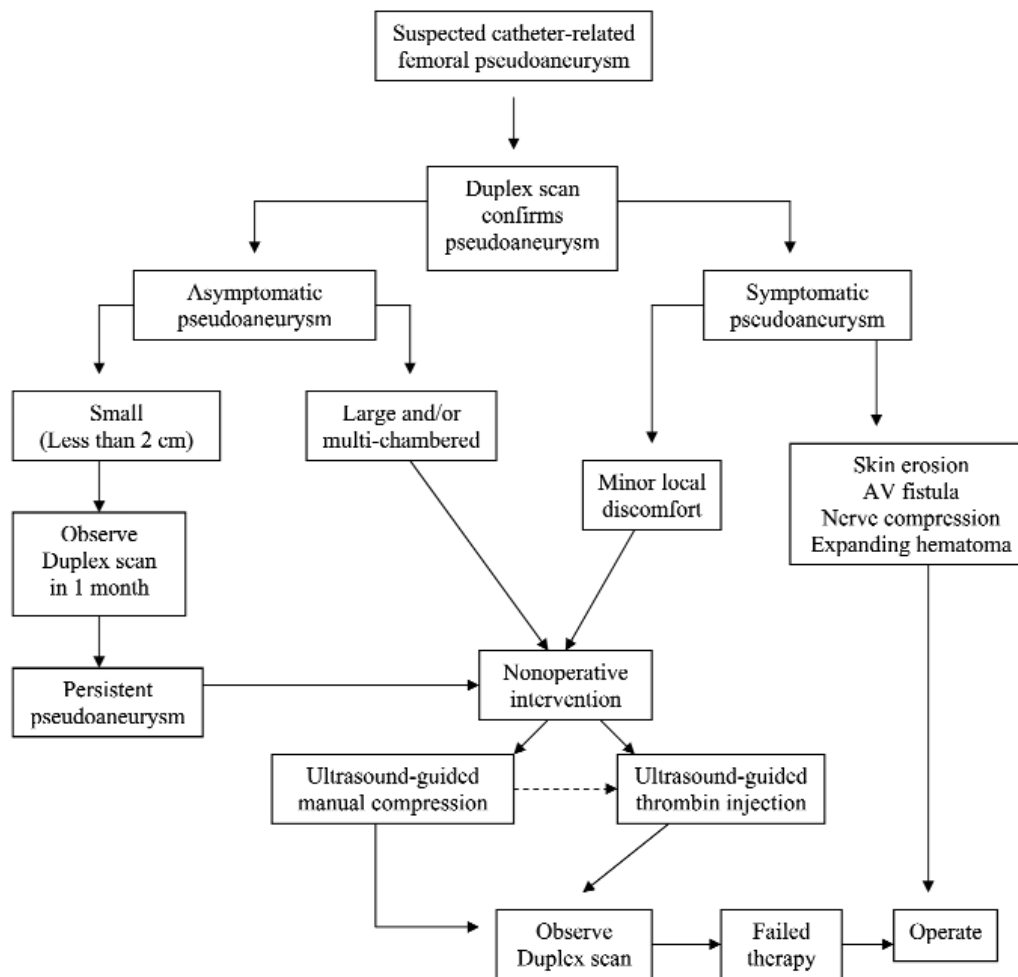 Suspected catheter-related
femoral pseudoaneurysm
Duplex scan
confirms
pseudoaneurysm
Asymptomatic
pseudoaneurysm
Symptomatic
pseudoaneurysm
Small
(Less than 2 cm)
Large and/or
multi-chambered
Minor local
discomfort
Skin erosion
AV fistula
Nerve compression
Expanding hematoma
Observe
Duplex scan
in 1 month
Persistent
pseudoaneurysm
Nonoperative
intervention
Ultrasound-guided
manual compression
Ultrasound-guided
thrombin injection
Observe
Duplex scan
Failed
therapy
Operate